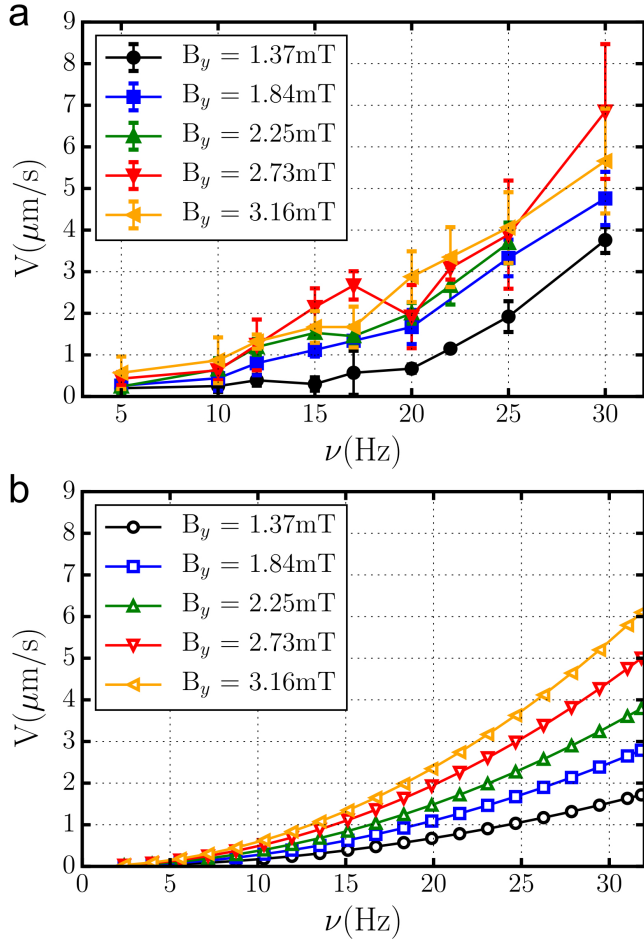 a
9
8
7
6
5
4
3
2
1
0
V(μm/s)
B_y = 1.37mT
B_y = 1.84mT
B_y = 2.25mT
B_y = 2.73mT
B_y = 3.16mT
5 10 15 20 25 30
ν(Hz)
b
9
8
7
6
5
4
3
2
1
0
V(μm/s)
B_y = 1.37mT
B_y = 1.84mT
B_y = 2.25mT
B_y = 2.73mT
B_y = 3.16mT
0 5 10 15 20 25 30
ν(Hz)